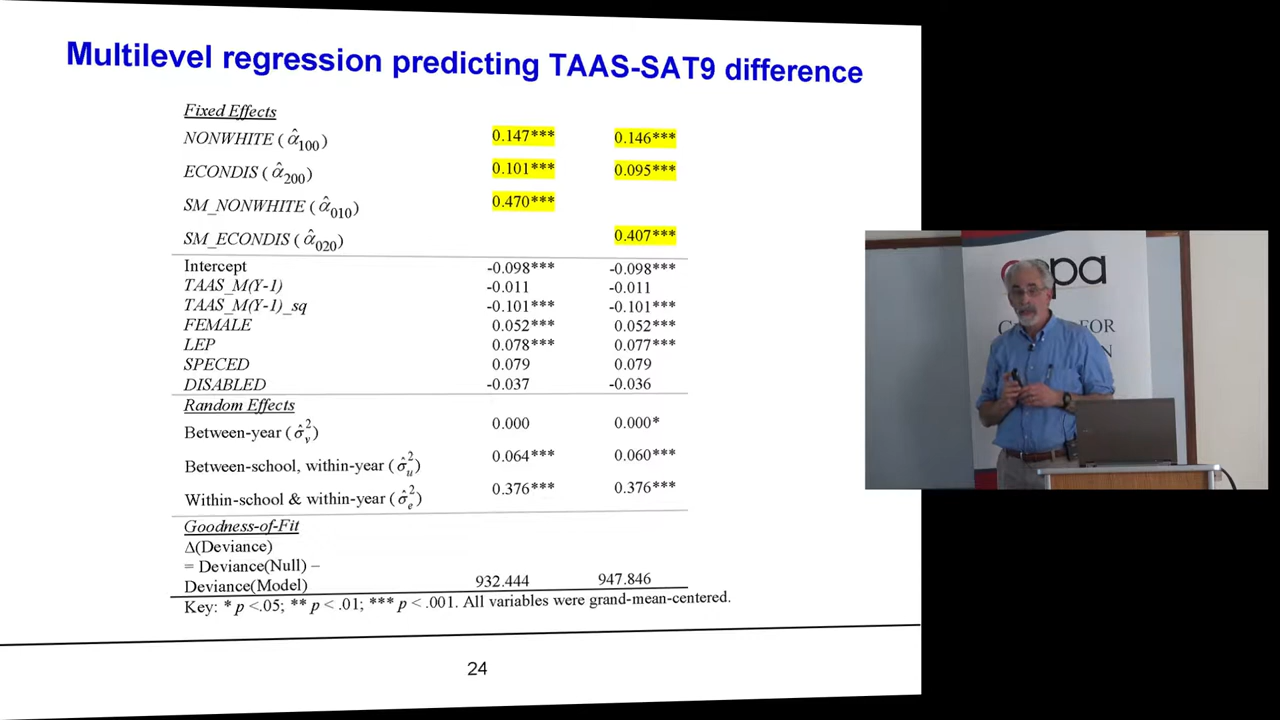 Multilevel regression predicting TAAS-SAT9 difference
Fixed Effects
NONWHITE ( α̂100) 0.147*** 0.146***
ECONDIS ( α̂200) 0.101*** 0.095***
SM_NONWHITE ( α̂010) 0.470***
SM_ECONDIS ( α̂020) 0.407***
Intercept -0.098*** -0.098***
TAAS_M(Y-1) -0.011 -0.011
TAAS_M(Y-1)_sq -0.101*** -0.101***
FEMALE 0.052*** 0.052***
LEP 0.078*** 0.077***
SPECED 0.079 0.079
DISABLED -0.037 -0.036
Random Effects
Between-year (σ̂²v) 0.000 0.000*
Between-school, within-year (σ̂²u) 0.064*** 0.060***
Within-school & within-year (σ̂²e) 0.376*** 0.376***
Goodness-of-Fit
Δ(Deviance)
= Deviance(Null) –
Deviance(Model) 932.444 947.846
Key: * p <.05; ** p < .01; *** p < .001. All variables were grand-mean-centered.
24
pa
FOR